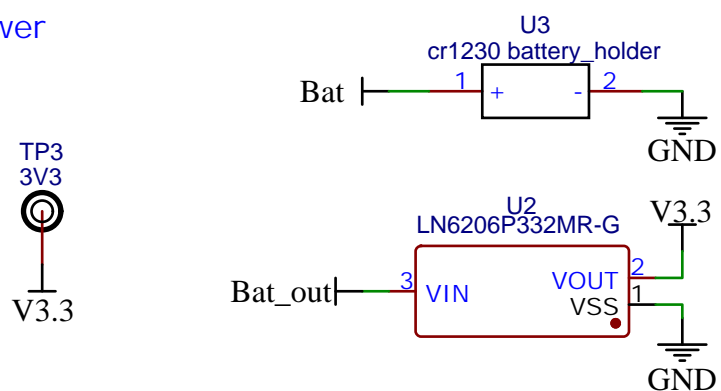 wer
U3
cr1230 battery_holder
Bat
1
+
-
2
GND
TP3
3V3
V3.3
U2
LN6206P332MR-G
V3.3
Bat_out
3
VIN
VOUT
2
VSS
1
GND